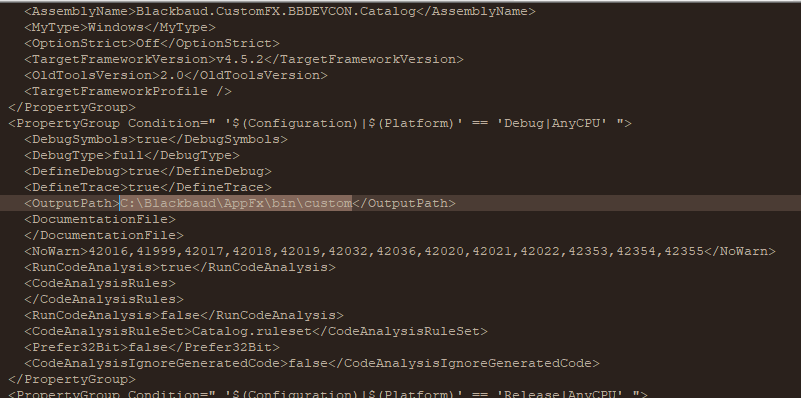 <AssemblyName>Blackbaud.CustomFX.BBDEVCON.Catalog</AssemblyName>
<MyType>Windows</MyType>
<OptionStrict>Off</OptionStrict>
<TargetFrameworkVersion>v4.5.2</TargetFrameworkVersion>
<OldToolsVersion>2.0</OldToolsVersion>
<TargetFrameworkProfile />
</PropertyGroup>
<PropertyGroup Condition=" '$(Configuration)|$(Platform)' == 'Debug|AnyCPU' ">
<DebugSymbols>true</DebugSymbols>
<DebugType>full</DebugType>
<DefineDebug>true</DefineDebug>
<DefineTrace>true</DefineTrace>
<OutputPath>C:\Blackbaud\AppFx\bin\custom</OutputPath>
<DocumentationFile>
</DocumentationFile>
<NoWarn>42016,41999,42017,42018,42019,42032,42036,42020,42021,42022,42353,42354,42355</NoWarn>
<RunCodeAnalysis>true</RunCodeAnalysis>
<CodeAnalysisRules>
</CodeAnalysisRules>
<RunCodeAnalysis>false</RunCodeAnalysis>
<CodeAnalysisRuleSet>Catalog.ruleset</CodeAnalysisRuleSet>
<Prefer32Bit>false</Prefer32Bit>
<CodeAnalysisIgnoreGeneratedCode>false</CodeAnalysisIgnoreGeneratedCode>
</PropertyGroup>
<PropertyGroup Condition=" '$(Configuration)|$(Platform)' == 'Release|AnyCPU' ">